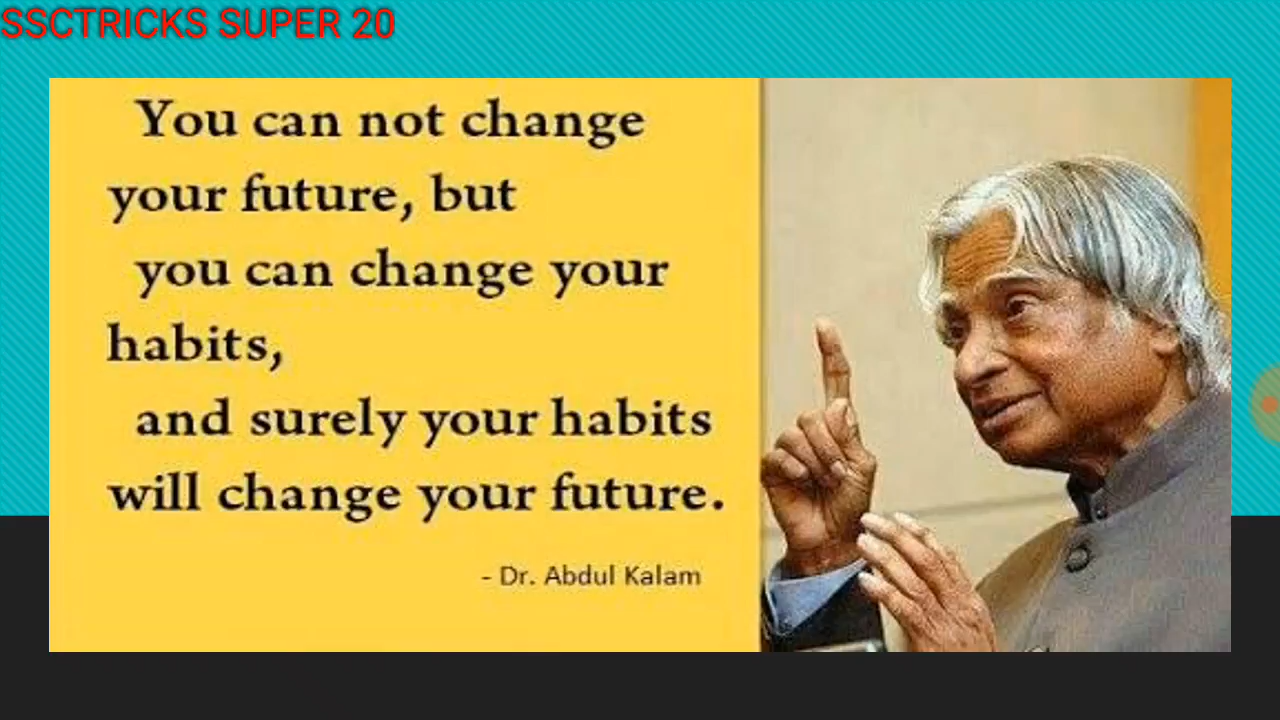 SSCTRICKS SUPER 20
You can not change
your future, but
you can change your
habits,
and surely your habits
will change your future.
- Dr. Abdul Kalam